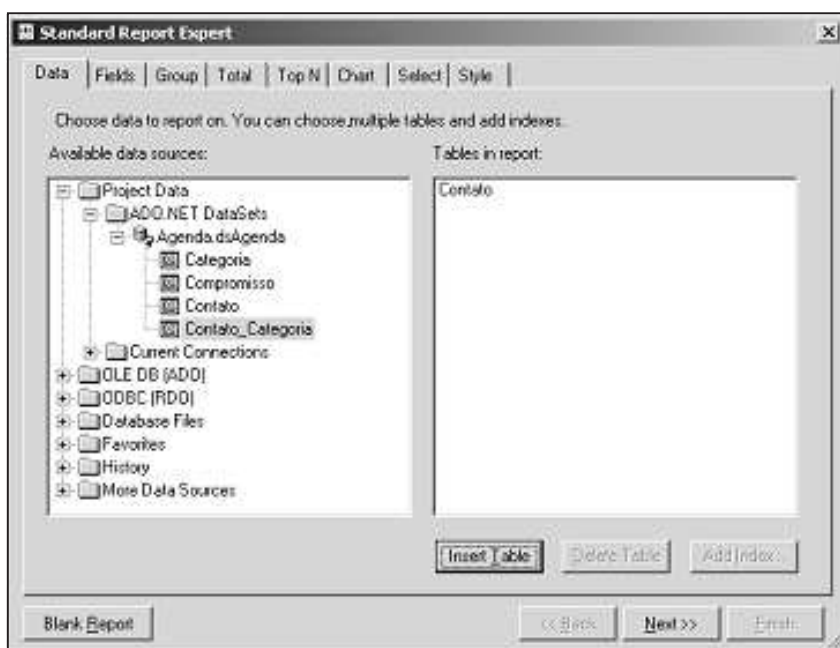 Standard Report Expert
Data Fields Group Total Top N Chart Select Style
Choose data to report on. You can choose multiple tables and add indexes.
Available data sources:
Tables in report:
Project Data
ADO.NET DataSets
Agenda.dsAgenda
Categoria
Compromisso
Contato
Contato_Categoria
Current Connections
OLE DB (ADO)
ODBC (RDO)
Database Files
Favorites
History
More Data Sources
Contato
Insert Table Delete Table Add Index...
Blank Report << Back Next >> Finish